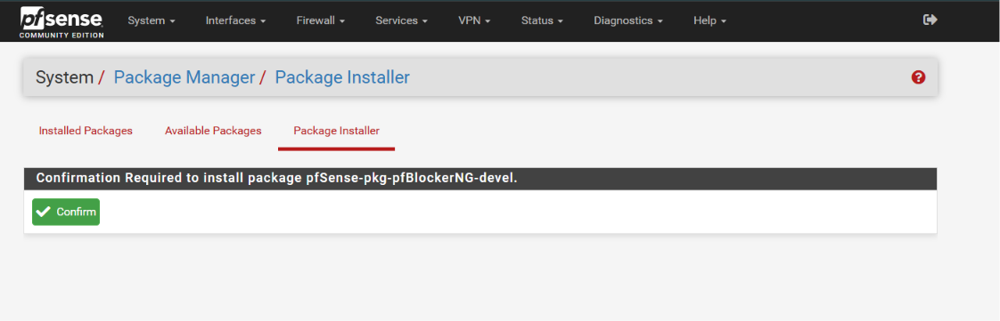 pfsense
COMMUNITY EDITION
System Interfaces Firewall Services VPN Status Diagnostics Help
System / Package Manager / Package Installer
Installed Packages Available Packages Package Installer
Confirmation Required to install package pfSense-pkg-pfBlockerNG-devel.
Confirm